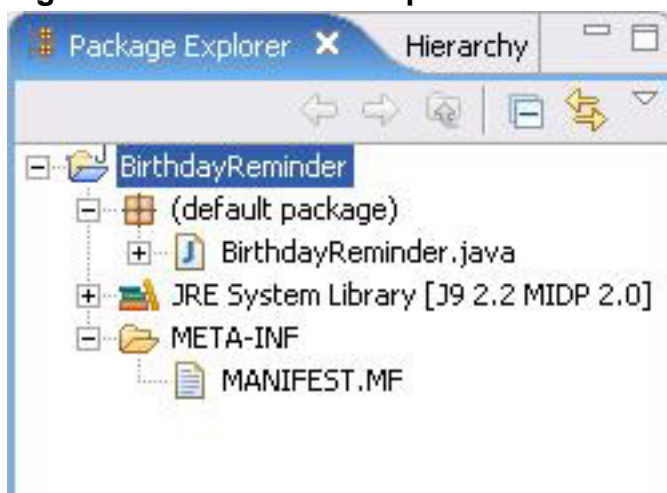 Package Explorer Hierarchy
BirthdayReminder
(default package)
BirthdayReminder.java
JRE System Library [J9 2.2 MIDP 2.0]
META-INF
MANIFEST.MF